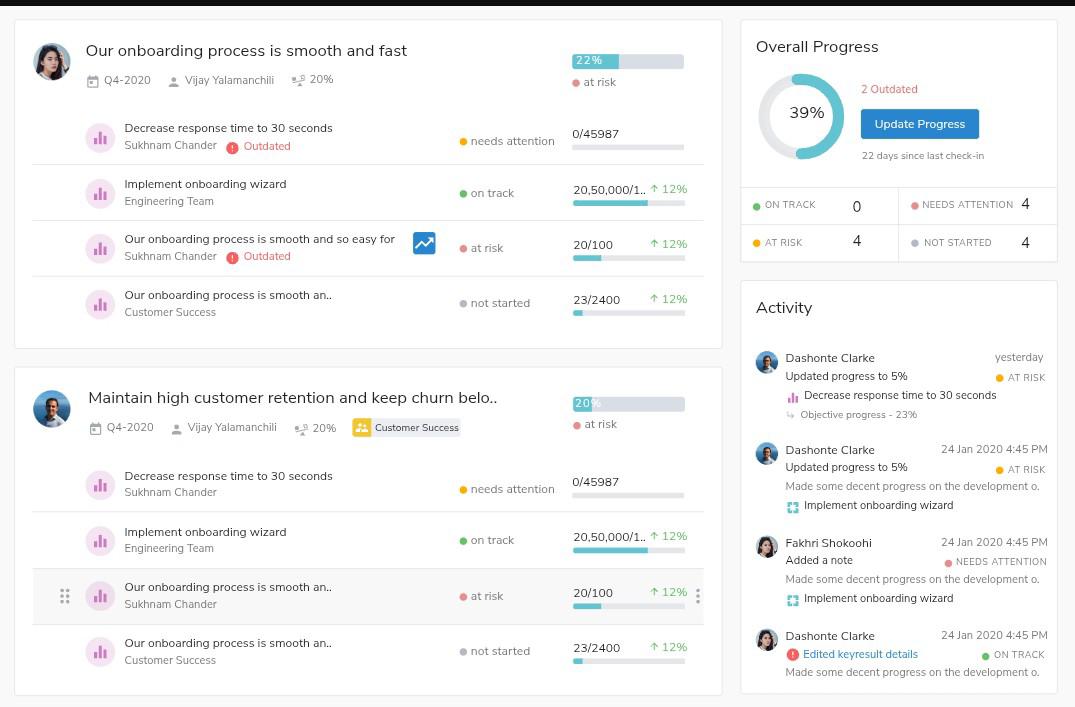 Our onboarding process is smooth and fast
22%
Q4-2020 Vijay Yalamanchili 20%
at risk
Decrease response time to 30 seconds
Sukhnam Chander Outdated
needs attention
0/45987
Implement onboarding wizard
Engineering Team
on track
20,50,000/1.. ↑ 12%
Our onboarding process is smooth and so easy for
Sukhnam Chander Outdated
at risk
20/100 ↑ 12%
Our onboarding process is smooth an..
Customer Success
not started
23/2400 ↑ 12%
Maintain high customer retention and keep churn belo..
20%
Q4-2020 Vijay Yalamanchili 20% Customer Success
at risk
Decrease response time to 30 seconds
Sukhnam Chander
needs attention
0/45987
Implement onboarding wizard
Engineering Team
on track
20,50,000/1.. ↑ 12%
Our onboarding process is smooth an..
Sukhnam Chander
at risk
20/100 ↑ 12%
Our onboarding process is smooth an..
Customer Success
not started
23/2400 ↑ 12%
Overall Progress
39%
2 Outdated
Update Progress
22 days since last check-in
ON TRACK 0
NEEDS ATTENTION 4
AT RISK 4
NOT STARTED 4
Activity
Dashonte Clarke yesterday
Updated progress to 5% AT RISK
Decrease response time to 30 seconds
Objective progress - 23%
Dashonte Clarke 24 Jan 2020 4:45 PM
Updated progress to 5% AT RISK
Made some decent progress on the development o.
Implement onboarding wizard
Fakhri Shokoohi 24 Jan 2020 4:45 PM
Added a note NEEDS ATTENTION
Made some decent progress on the development o.
Implement onboarding wizard
Dashonte Clarke 24 Jan 2020 4:45 PM
Edited keyresult details ON TRACK
Made some decent progress on the development o.